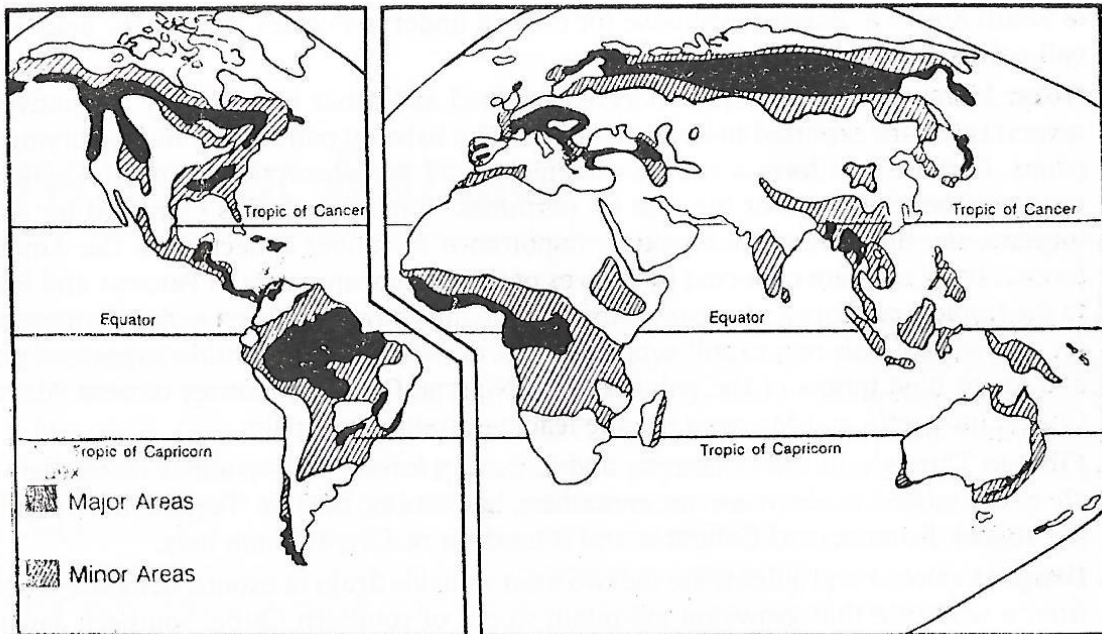 Tropic of Cancer
Tropic of Cancer
Equator
Equator
Tropic of Capricorn
Tropic of Capricorn
Major Areas
Minor Areas